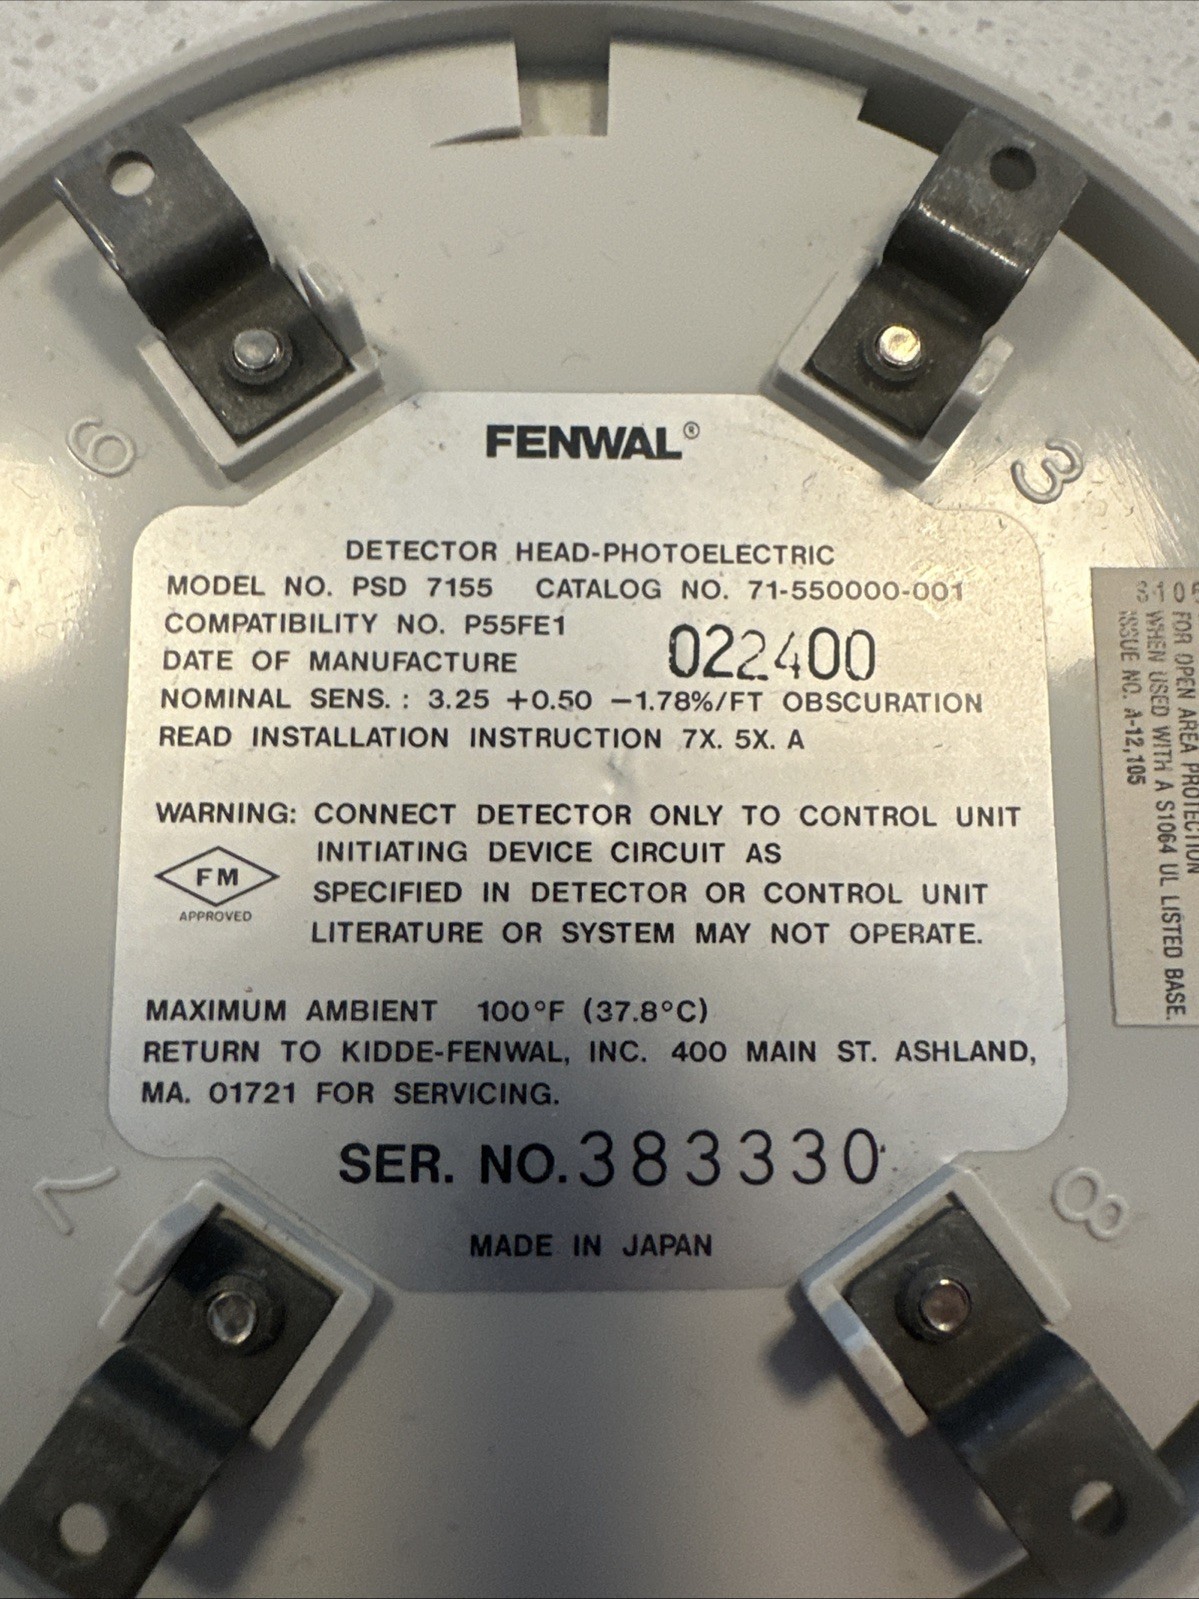 FENWAL®
DETECTOR HEAD-PHOTOELECTRIC
MODEL NO. PSD 7155 CATALOG NO. 71-550000-001
COMPATIBILITY NO. P55FE1
DATE OF MANUFACTURE 022400
NOMINAL SENS. : 3.25 +0.50 −1.78%/FT OBSCURATION
READ INSTALLATION INSTRUCTION 7X. 5X. A
WARNING: CONNECT DETECTOR ONLY TO CONTROL UNIT
INITIATING DEVICE CIRCUIT AS
SPECIFIED IN DETECTOR OR CONTROL UNIT
LITERATURE OR SYSTEM MAY NOT OPERATE.
FM
APPROVED
MAXIMUM AMBIENT 100°F (37.8°C)
RETURN TO KIDDE-FENWAL, INC. 400 MAIN ST. ASHLAND,
MA. 01721 FOR SERVICING.
SER. NO. 383330
MADE IN JAPAN
3
8
7
FOR OPEN AREA PROTECTION
WHEN USED WITH A S1064 UL LISTED BASE.
ISSUE NO. A-12,105